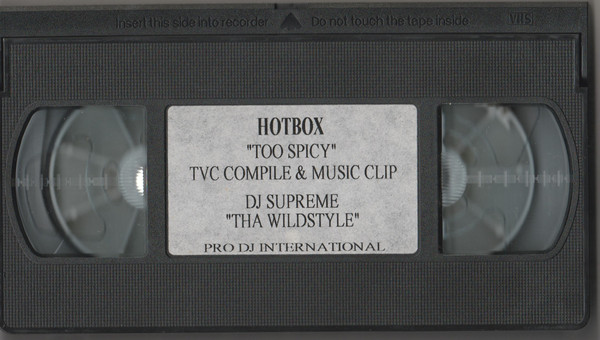 Insert this side into recorder Do not touch the tape inside VHS
HOTBOX
"TOO SPICY"
TVC COMPILE & MUSIC CLIP
DJ SUPREME
"THA WILDSTYLE"
PRO DJ INTERNATIONAL